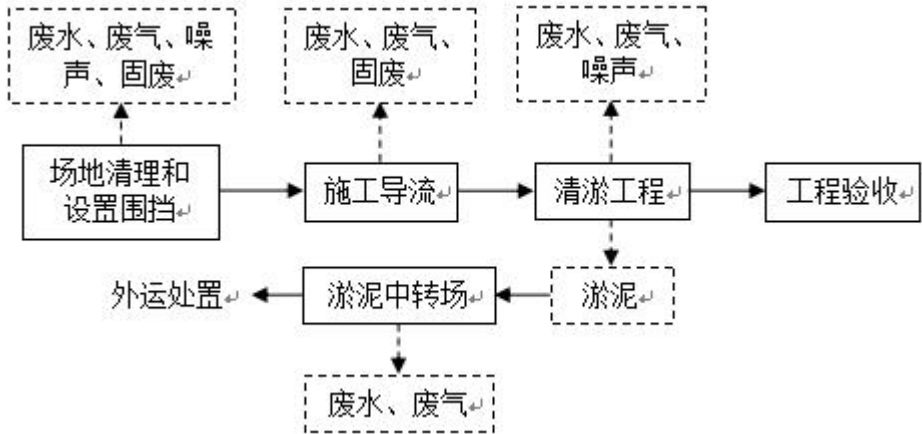 废水、废气、噪
声、固废
废水、废气、
固废
废水、废气、
噪声
场地清理和
设置围挡
施工导流
清淤工程
工程验收
外运处置
淤泥中转场
淤泥
废水、废气